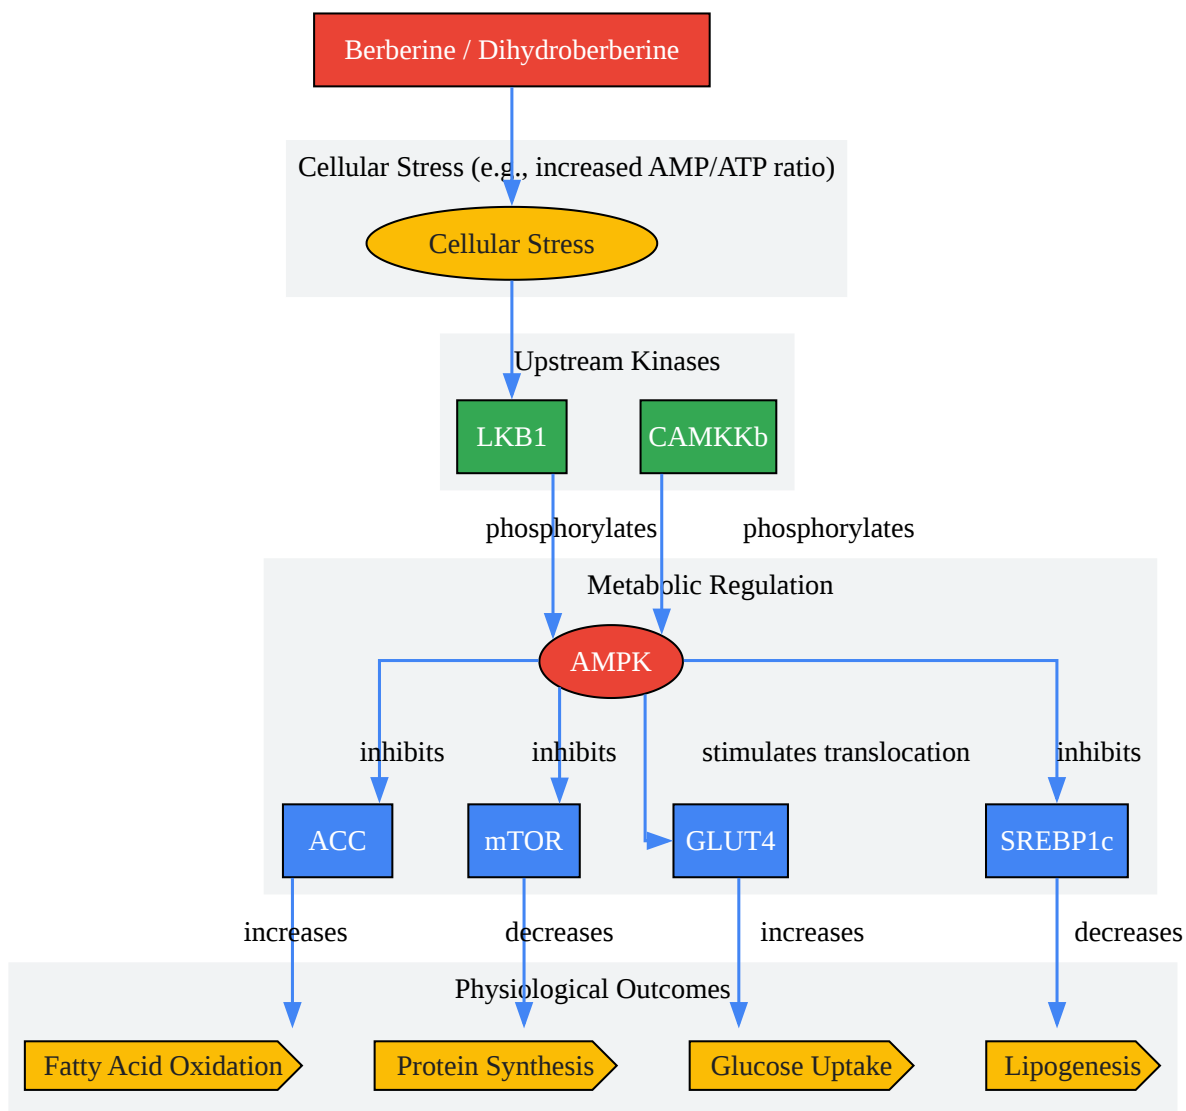 Berberine / Dihydroberberine
Cellular Stress (e.g., increased AMP/ATP ratio)
Cellular Stress
Upstream Kinases
LKB1
CAMKKb
phosphorylates
phosphorylates
Metabolic Regulation
AMPK
inhibits
inhibits
stimulates translocation
inhibits
ACC
mTOR
GLUT4
SREBP1c
increases
decreases
increases
decreases
Physiological Outcomes
Fatty Acid Oxidation
Protein Synthesis
Glucose Uptake
Lipogenesis